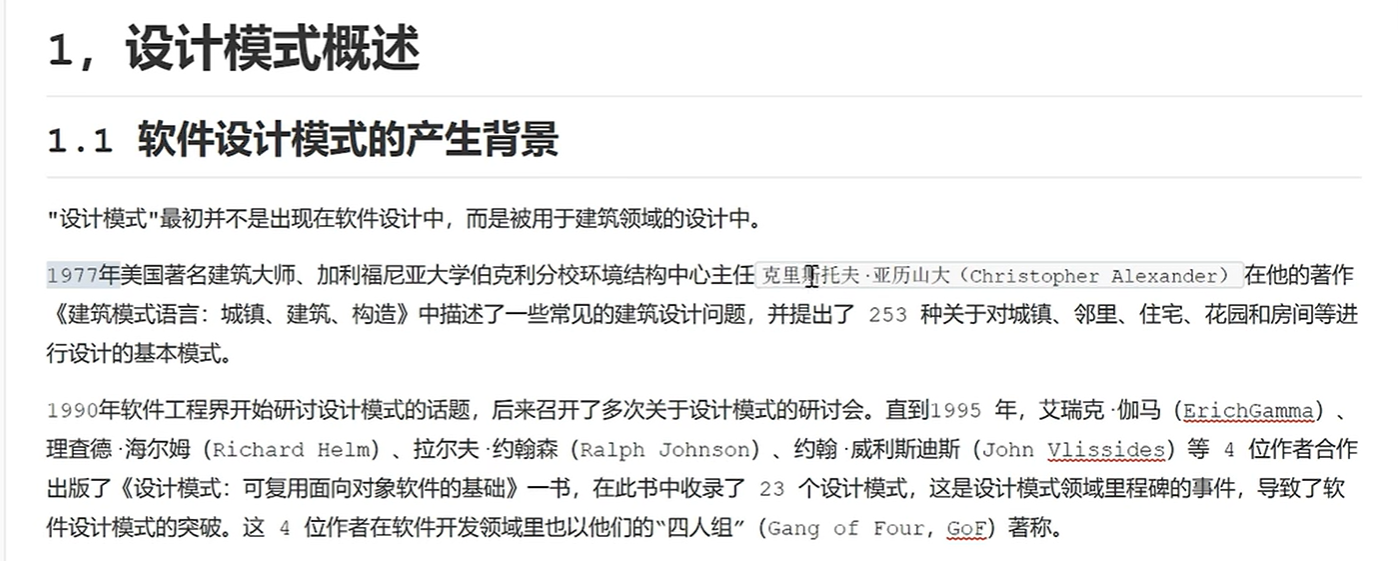 1, 设计模式概述
1.1 软件设计模式的产生背景
"设计模式"最初并不是出现在软件设计中，而是被用于建筑领域的设计中。
1977年美国著名建筑大师、加利福尼亚大学伯克利分校环境结构中心主任 克里斯托夫·亚历山大（Christopher Alexander） 在他的著作
《建筑模式语言：城镇、建筑、构造》中描述了一些常见的建筑设计问题，并提出了 253 种关于对城镇、邻里、住宅、花园和房间等进
行设计的基本模式。
1990年软件工程界开始研讨设计模式的话题，后来召开了多次关于设计模式的研讨会。直到1995 年，艾瑞克·伽马（ErichGamma）、
理査德·海尔姆（Richard Helm）、拉尔夫·约翰森（Ralph Johnson）、约翰·威利斯迪斯（John Vlissides）等 4 位作者合作
出版了《设计模式：可复用面向对象软件的基础》一书，在此书中收录了 23 个设计模式，这是设计模式领域里程碑的事件，导致了软
件设计模式的突破。这 4 位作者在软件开发领域里也以他们的“四人组”（Gang of Four, GoF）著称。